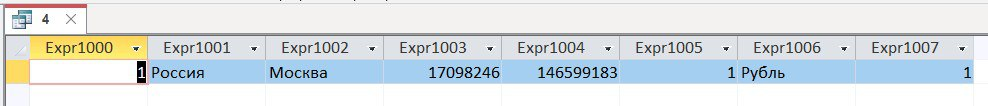 4
Expr1000 Expr1001 Expr1002 Expr1003 Expr1004 Expr1005 Expr1006 Expr1007
1 Россия Москва 17098246 146599183 1 Рубль 1